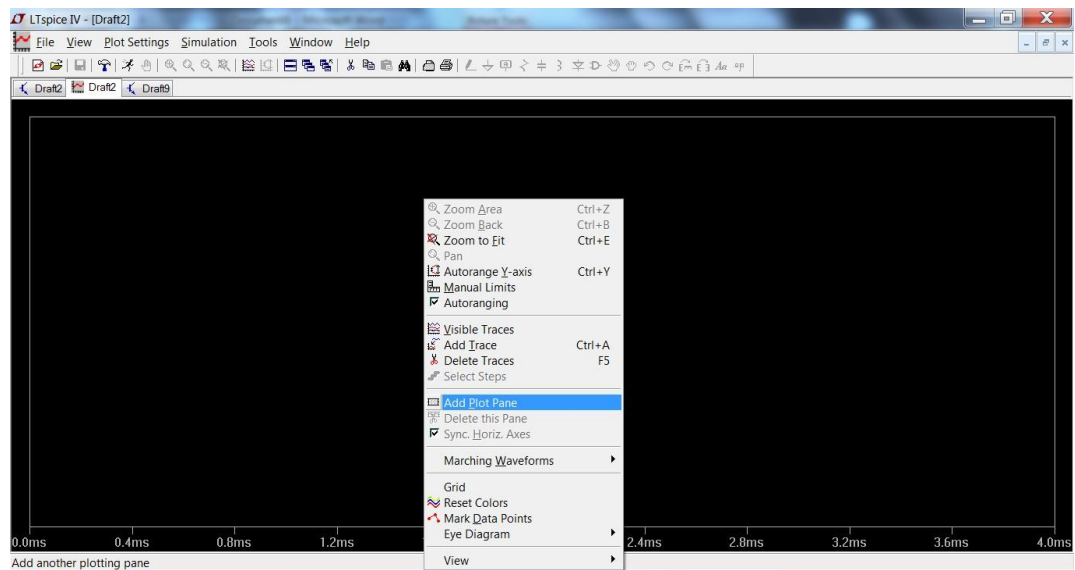 LTspice IV - [Draft2]
File View Plot Settings Simulation Tools Window Help
Draft2 Draft2 Draft9
Zoom Area Ctrl+Z
Zoom Back Ctrl+B
Zoom to Fit Ctrl+E
Pan
Autorange Y-axis Ctrl+Y
Manual Limits
Autoranging
Visible Traces
Add Trace Ctrl+A
Delete Traces F5
Select Steps
Add Plot Pane
Delete this Pane
Sync. Horiz. Axes
Marching Waveforms
Grid
Reset Colors
Mark Data Points
Eye Diagram
View
0.0ms 0.4ms 0.8ms 1.2ms 2.4ms 2.8ms 3.2ms 3.6ms 4.0ms
Add another plotting pane